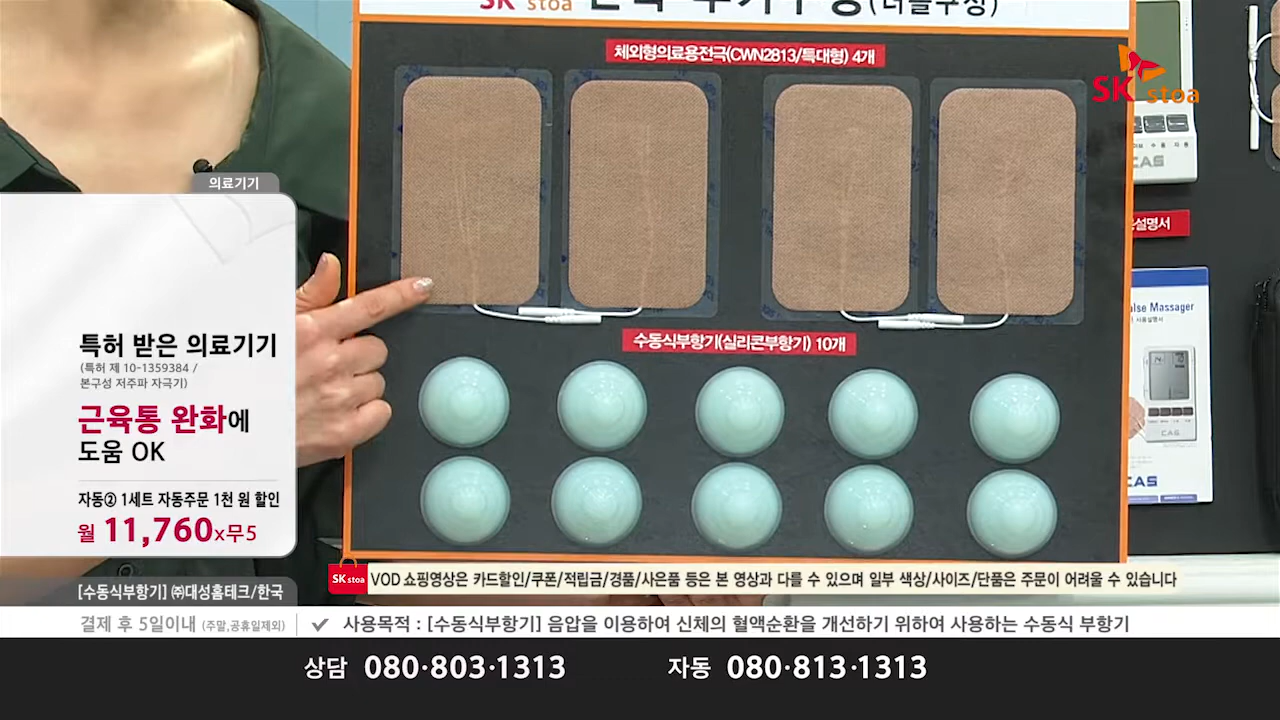 SK stoa
체외형의료용전극(CWN2813/특대형) 4개
SK stoa
CAS
의료기기
설명서
Massager
사용설명서
특허 받은 의료기기
(특허 제 10-1359384 /
본구성 저주파 자극기)
수동식부항기(실리콘부항기) 10개
근육통 완화에
도움 OK
CAS
자동② 1세트 자동주문 1천 원 할인
월 11,760x무5
CAS
SK stoa VOD 쇼핑영상은 카드할인/쿠폰/적립금/경품/사은품 등은 본 영상과 다를 수 있으며 일부 색상/사이즈/단품은 주문이 어려울 수 있습니다
[수동식부항기] ㈜대성홈테크/한국
결제 후 5일이내 (주말,공휴일제외)
사용목적 : [수동식부항기] 음압을 이용하여 신체의 혈액순환을 개선하기 위하여 사용하는 수동식 부항기
상담 080·803·1313 자동 080·813·1313